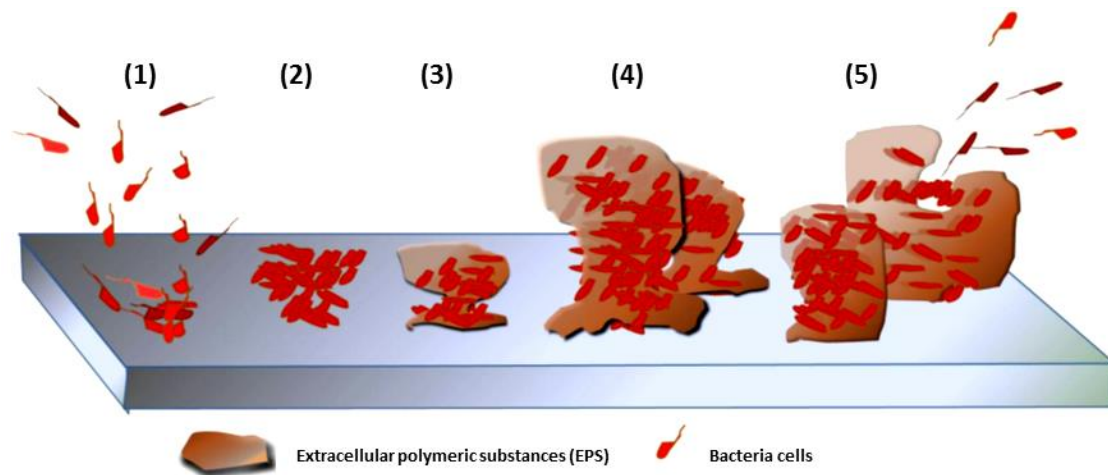 (1) (2) (3) (4) (5)
Extracellular polymeric substances (EPS) Bacteria cells